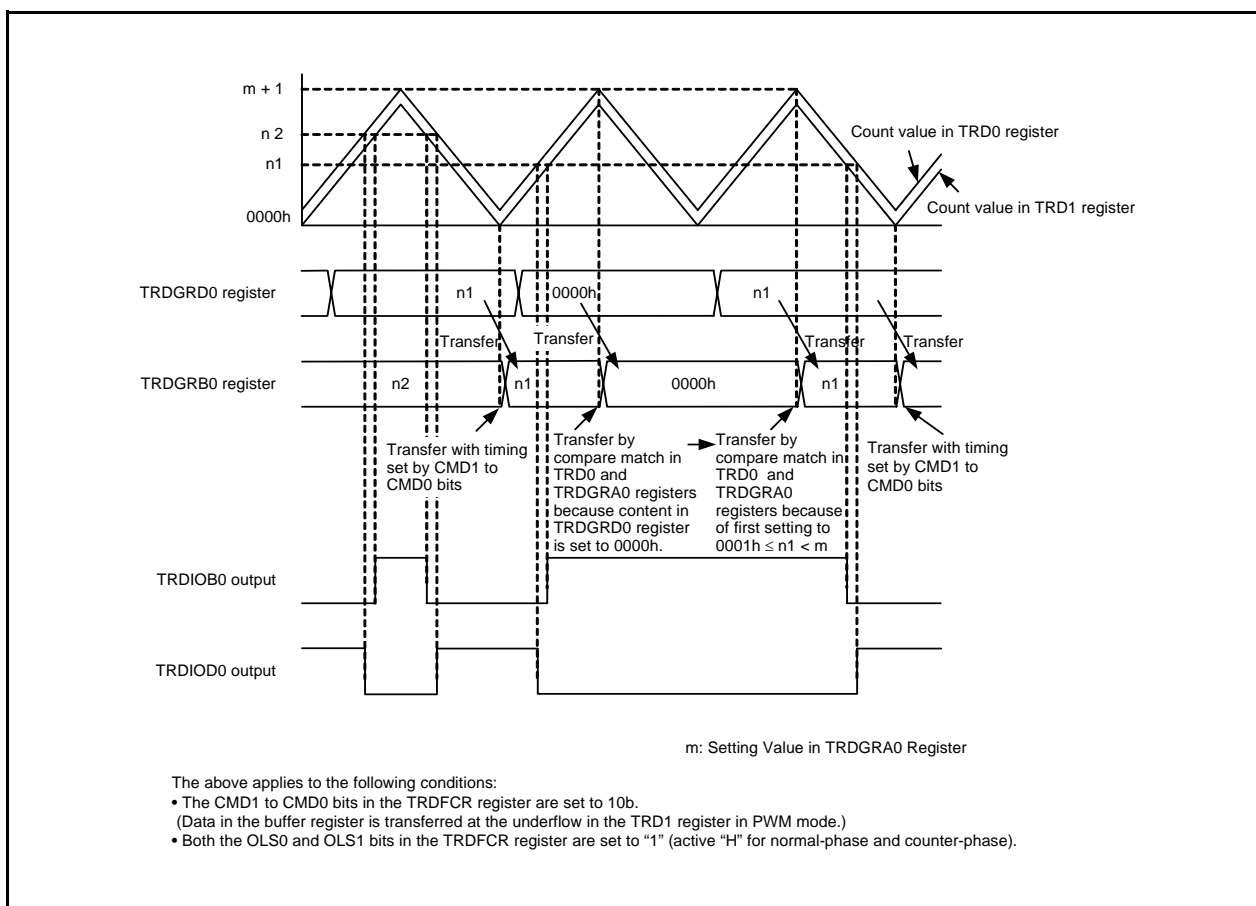 m + 1
n 2
n1
0000h
Count value in TRD0 register
Count value in TRD1 register
TRDGRD0 register
n1
0000h
n1
Transfer
Transfer
Transfer
Transfer
TRDGRB0 register
n2
n1
0000h
n1
Transfer with timing
set by CMD1 to
CMD0 bits
Transfer by
compare match in
TRD0 and
TRDGRA0 registers
because content in
TRDGRD0 register
is set to 0000h.
Transfer by
compare match in
TRD0 and
TRDGRA0
registers because
of first setting to
0001h ≤ n1 < m
Transfer with timing
set by CMD1 to
CMD0 bits
TRDIOB0 output
TRDIOD0 output
m: Setting Value in TRDGRA0 Register
The above applies to the following conditions:
• The CMD1 to CMD0 bits in the TRDFCR register are set to 10b.
(Data in the buffer register is transferred at the underflow in the TRD1 register in PWM mode.)
• Both the OLS0 and OLS1 bits in the TRDFCR register are set to “1” (active “H” for normal-phase and counter-phase).